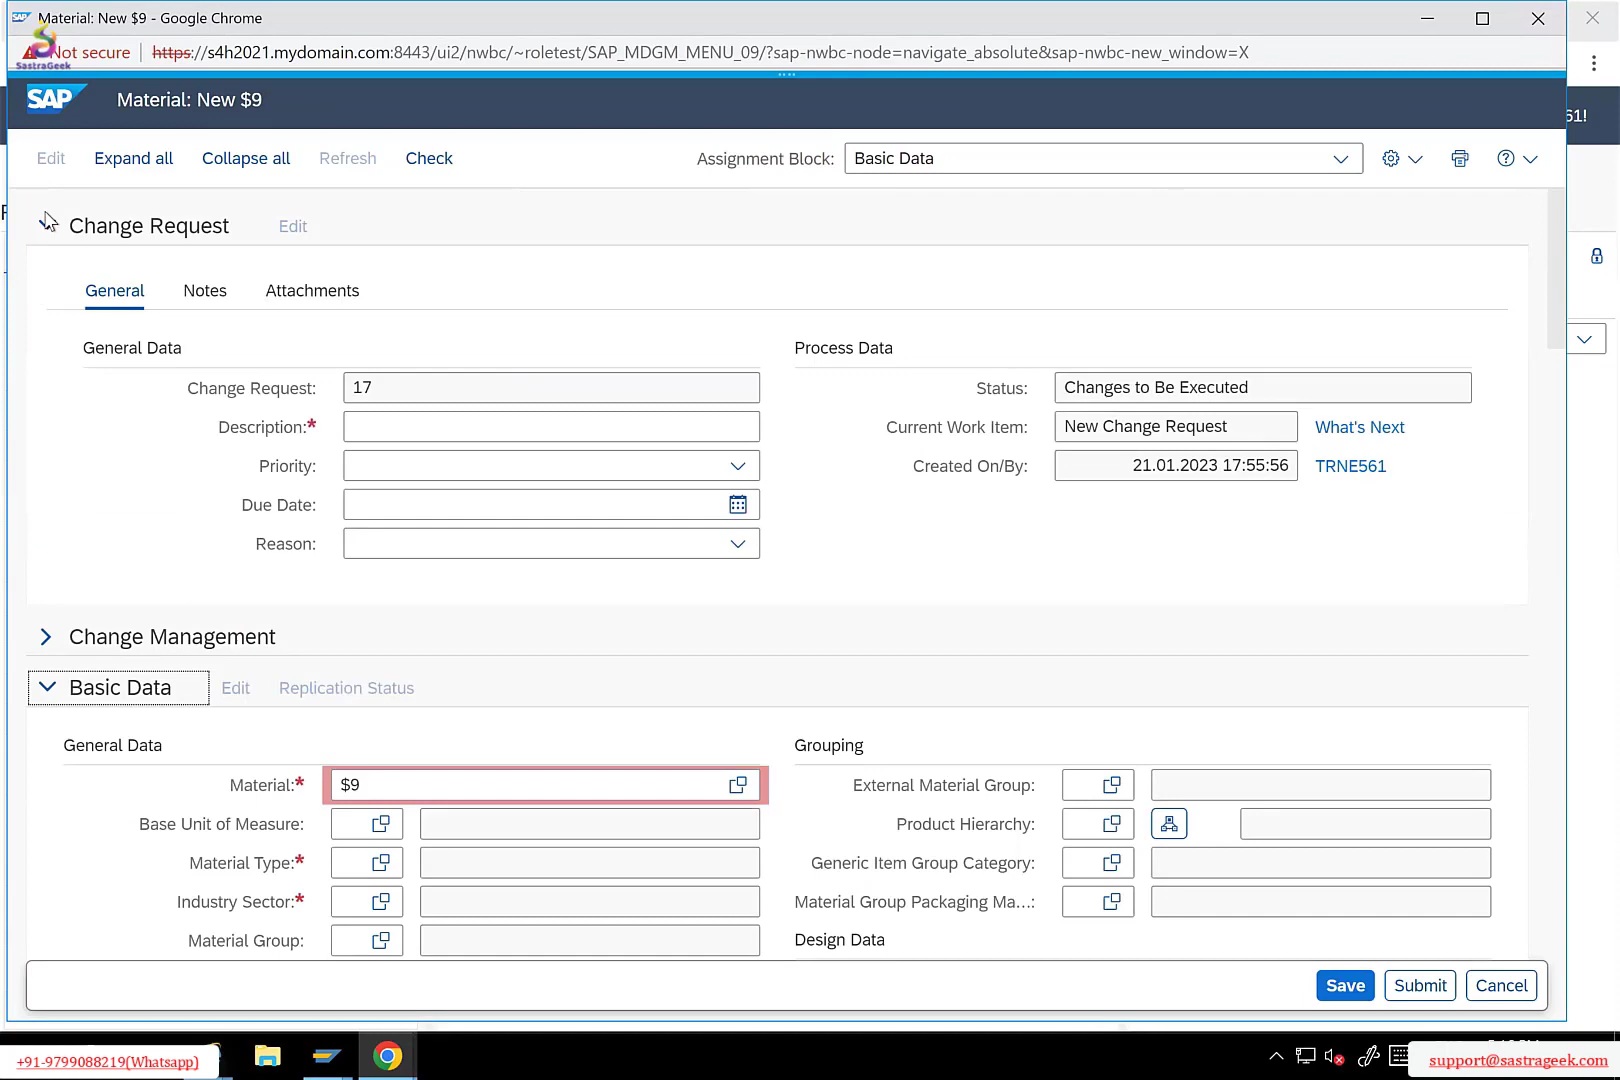 Material: New $9 - Google Chrome
Not secure https://s4h2021.mydomain.com:8443/ui2/nwbc/~roletest/SAP_MDGM_MENU_09/?sap-nwbc-node=navigate_absolute&sap-nwbc-new_window=X
SastraGeek
SAP Material: New $9
61!
Edit Expand all Collapse all Refresh Check Assignment Block: Basic Data
Change Request Edit
General Notes Attachments
General Data Process Data
Change Request: 17 Status: Changes to Be Executed
Description:* Current Work Item: New Change Request What's Next
Priority: Created On/By: 21.01.2023 17:55:56 TRNE561
Due Date:
Reason:
Change Management
Basic Data Edit Replication Status
General Data Grouping
Material:* $9 External Material Group:
Base Unit of Measure: Product Hierarchy:
Material Type:* Generic Item Group Category:
Industry Sector:* Material Group Packaging Ma...:
Material Group: Design Data
Save Submit Cancel
+91-9799088219(Whatsapp) support@sastrageek.com